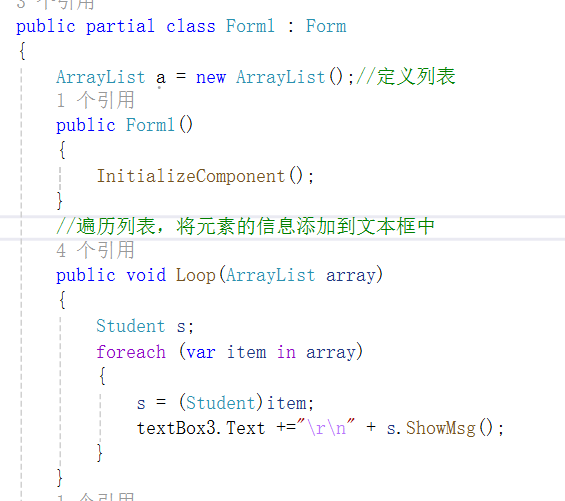 3 个引用
public partial class Form1 : Form
{
ArrayList a = new ArrayList();//定义列表
1 个引用
public Form1()
{
InitializeComponent();
}
//遍历列表，将元素的信息添加到文本框中
4 个引用
public void Loop(ArrayList array)
{
Student s;
foreach (var item in array)
{
s = (Student)item;
textBox3.Text +="\r\n" + s.ShowMsg();
}
}
1 个引用